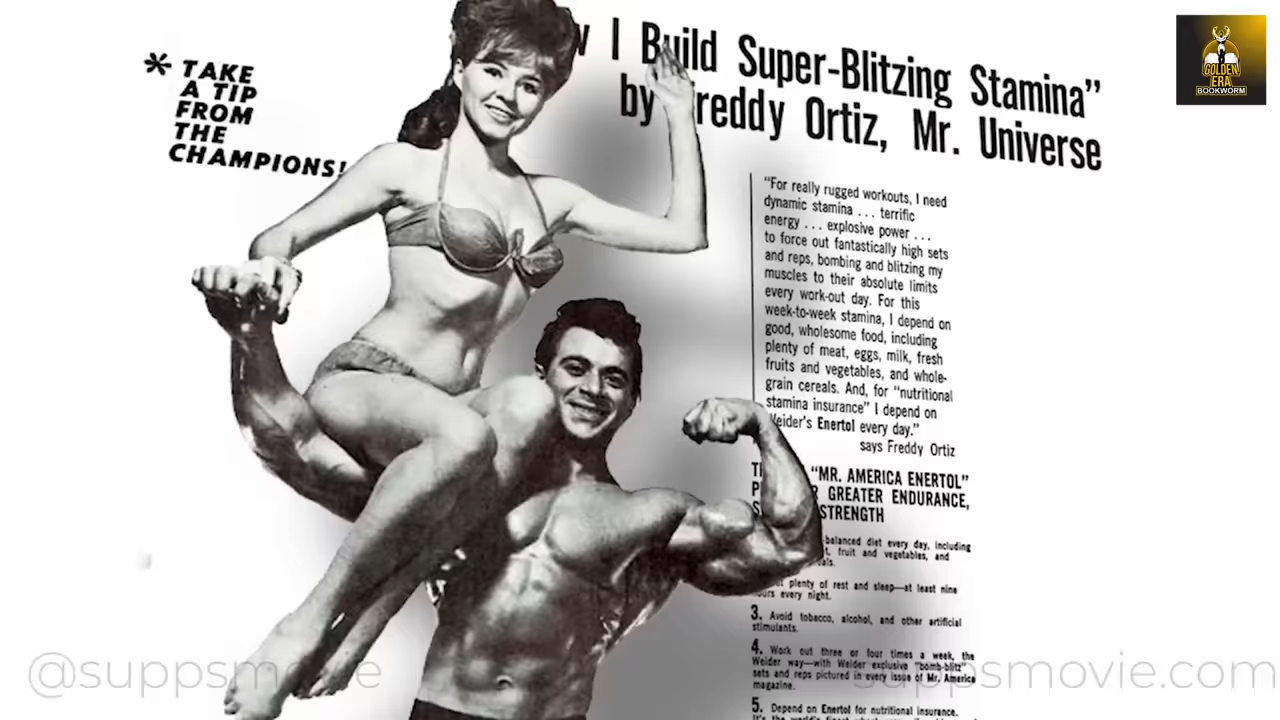 * TAKE
A TIP
FROM
THE
CHAMPIONS!
I Build Super-Blitzing Stamina"
by Freddy Ortiz, Mr. Universe
"For really rugged workouts, I need
dynamic stamina . . . terrific
energy . . . explosive power . . .
to force out fantastically high sets
and reps, bombing and blitzing my
muscles to their absolute limits
every work-out day. For this
week-to-week stamina, I depend on
good, wholesome food, including
plenty of meat, eggs, milk, fresh
fruits and vegetables, and whole-
grain cereals. And, for "nutritional
stamina insurance" I depend on
Weider's Enertol every day."
says Freddy Ortiz
"MR. AMERICA ENERTOL"
GREATER ENDURANCE,
STRENGTH
balanced diet every day, including
fruit and vegetables, and
plenty of rest and sleep—at least nine
hours every night.
3. Avoid tobacco, alcohol, and other artificial
stimulants.
4. Work out three or four times a week, the
Weider way—with Weider exclusive "bomb-blitz"
sets and reps pictured in every issue of Mr. America
magazine.
5. Depend on Enertol for nutritional insurance.
GOLDEN
ERA
BOOKWORM
@suppsmovie
suppsmovie.com